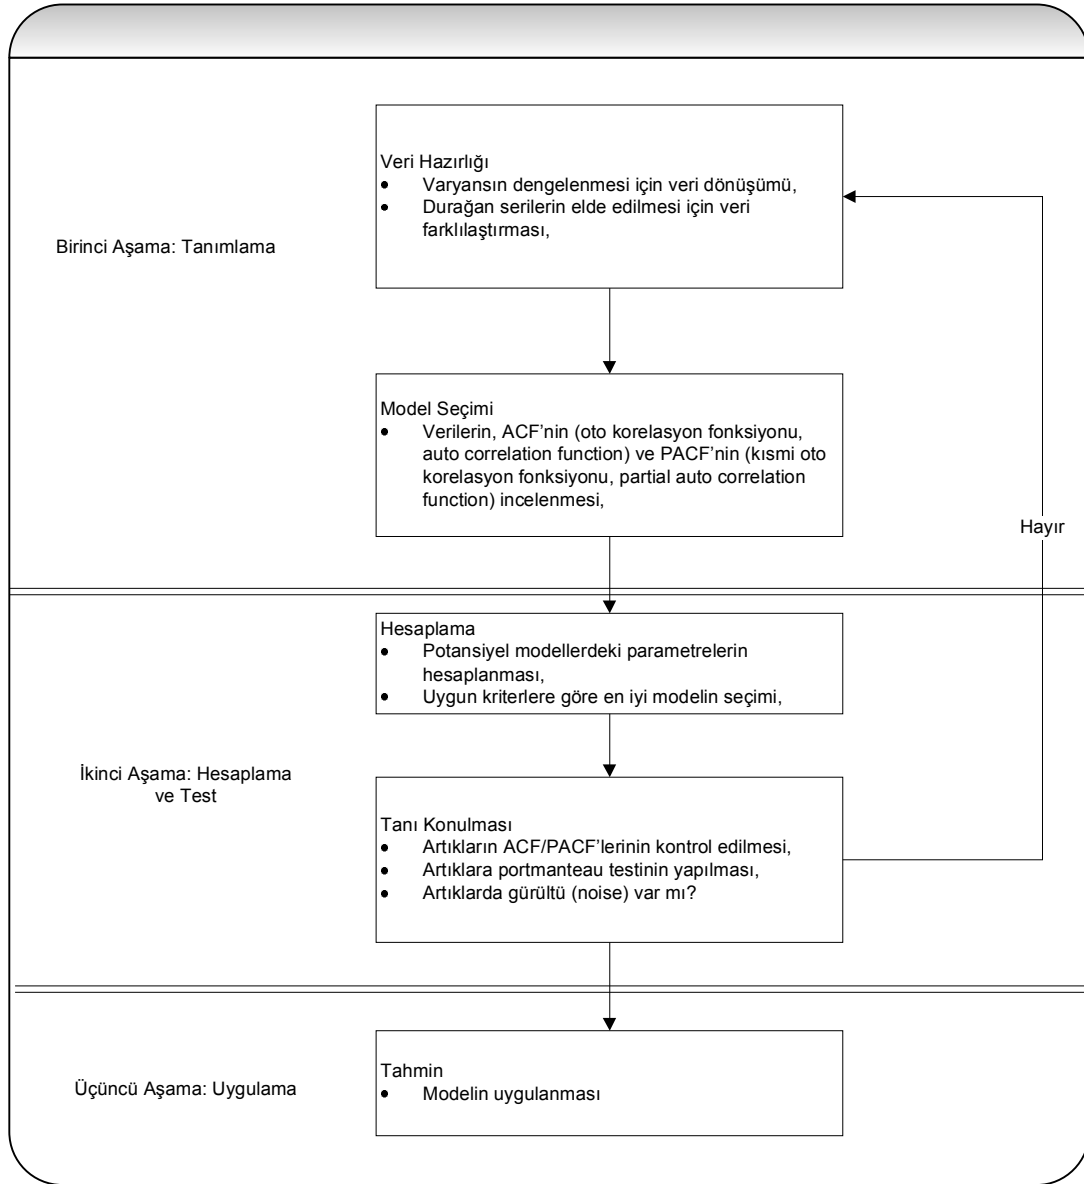 Veri Hazırlığı
• Varyansın dengelenmesi için veri dönüşümü,
• Durağan serilerin elde edilmesi için veri
farklılaştırması,
Birinci Aşama: Tanımlama
Model Seçimi
• Verilerin, ACF’nin (oto korelasyon fonksiyonu,
auto correlation function) ve PACF’nin (kısmi oto
korelasyon fonksiyonu, partial auto correlation
function) incelenmesi,
Hayır
Hesaplama
• Potansiyel modellerdeki parametrelerin
hesaplanması,
• Uygun kriterlere göre en iyi modelin seçimi,
İkinci Aşama: Hesaplama
ve Test
Tanı Konulması
• Artıkların ACF/PACF’lerinin kontrol edilmesi,
• Artıklara portmanteau testinin yapılması,
• Artıklarda gürültü (noise) var mı?
Üçüncü Aşama: Uygulama
Tahmin
• Modelin uygulanması